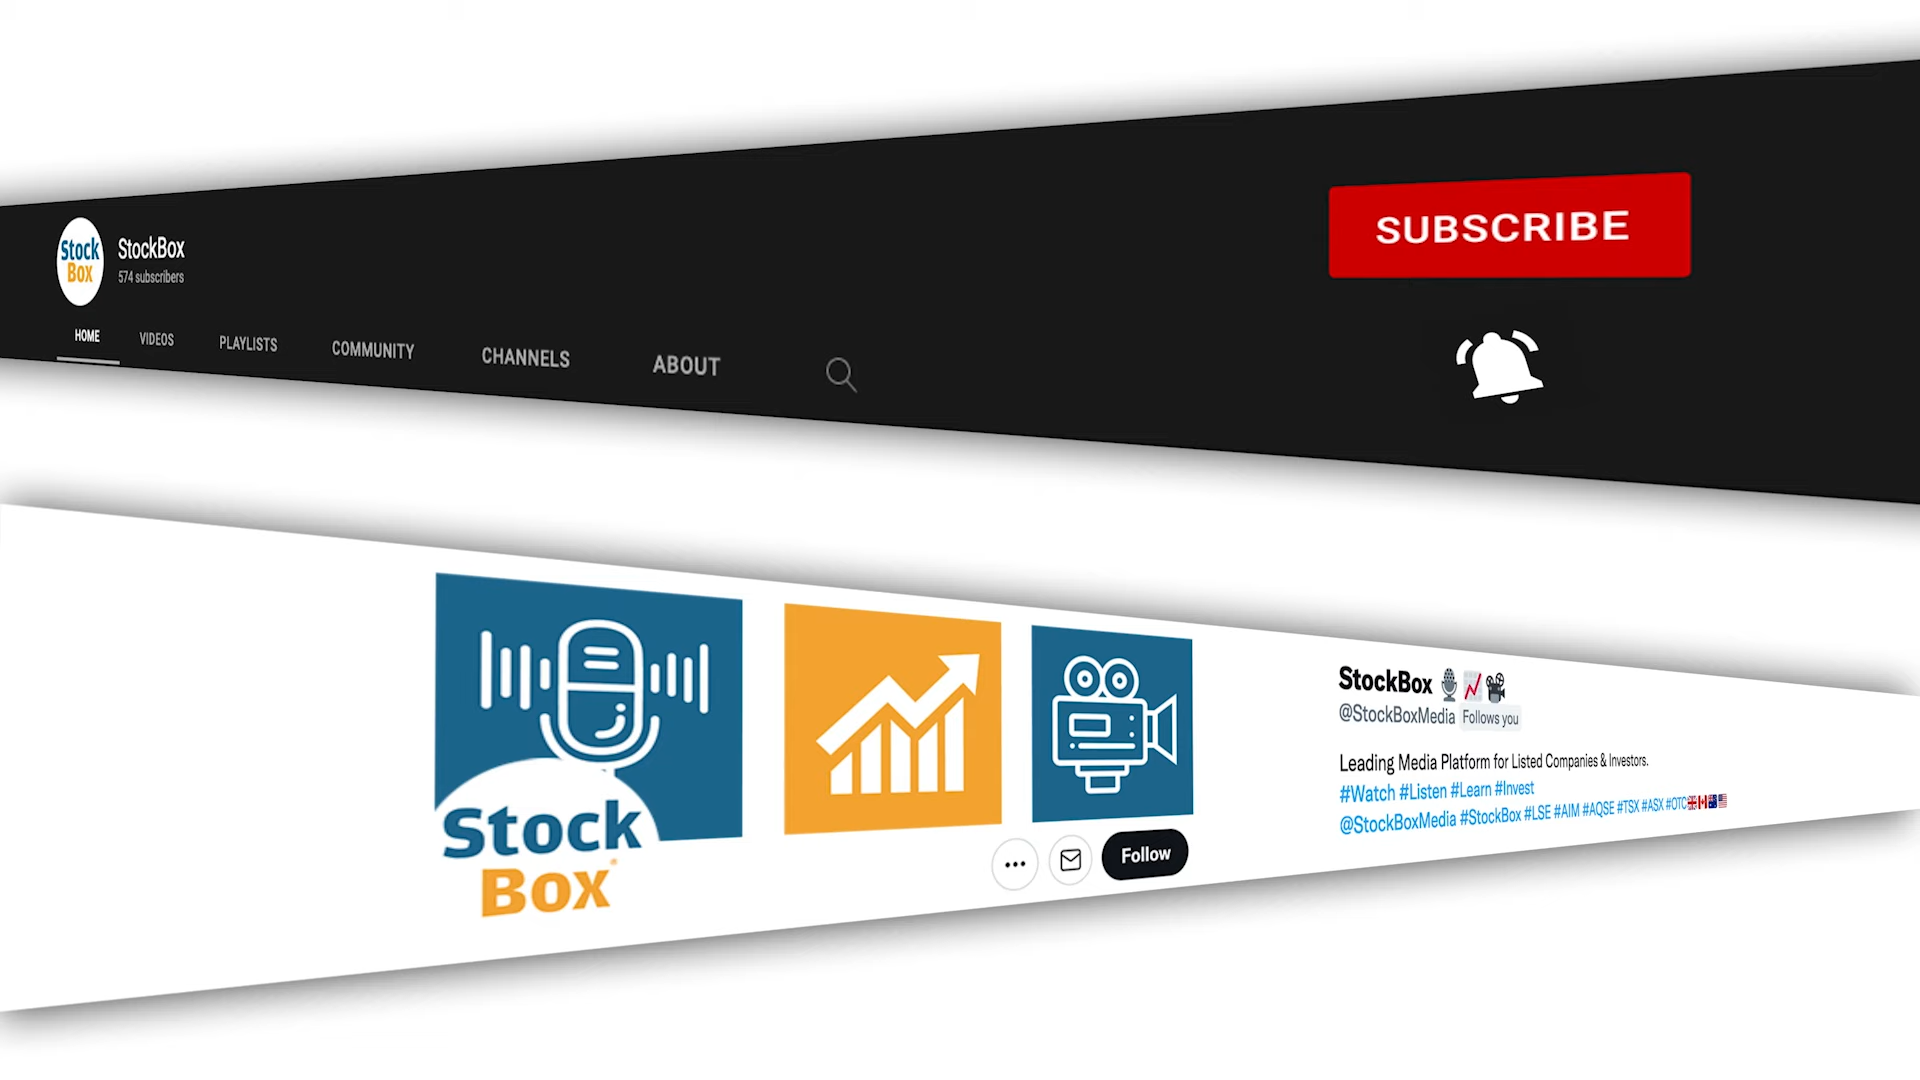 Stock
Box
StockBox
574 subscribers
SUBSCRIBE
HOME VIDEOS PLAYLISTS COMMUNITY CHANNELS ABOUT
Stock
Box
Follow
StockBox
@StockBoxMedia Follows you
Leading Media Platform for Listed Companies & Investors.
#Watch #Listen #Learn #Invest
@StockBoxMedia #StockBox #LSE #AIM #AQSE #TSX #ASX #OTC